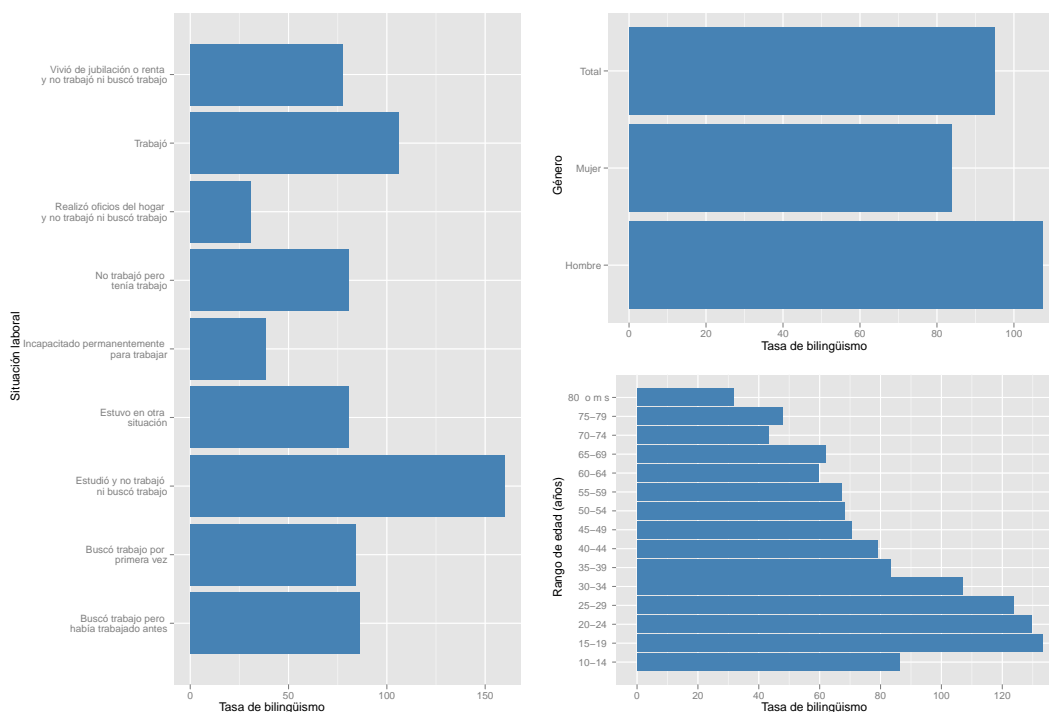 Situación laboral
Vivió de jubilación o renta
y no trabajó ni buscó trabajo
Trabajó
Realizó oficios del hogar
y no trabajó ni buscó trabajo
No trabajó pero
tenía trabajo
Incapacitado permanentemente
para trabajar
Estuvo en otra
situación
Estudió y no trabajó
ni buscó trabajo
Buscó trabajo por
primera vez
Buscó trabajo pero
había trabajado antes
0 50 100 150
Tasa de bilingüismo
Género
Total
Mujer
Hombre
0 20 40 60 80 100
Tasa de bilingüismo
Rango de edad (años)
80 o m s
75–79
70–74
65–69
60–64
55–59
50–54
45–49
40–44
35–39
30–34
25–29
20–24
15–19
10–14
0 20 40 60 80 100 120
Tasa de bilingüismo